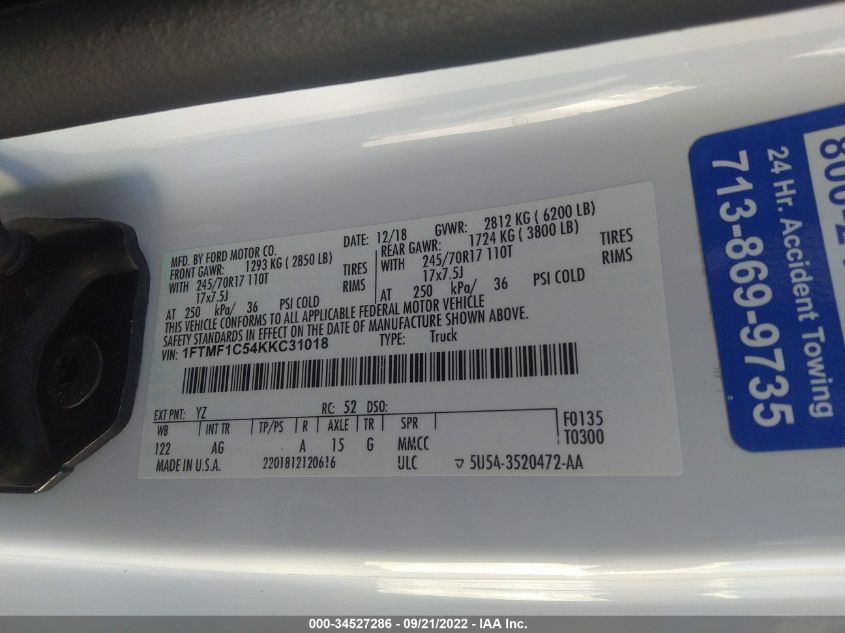 MFD. BY FORD MOTOR CO.
DATE: 12/18 GVWR: 2812 KG ( 6200 LB)
FRONT GAWR: 1293 KG ( 2850 LB)
REAR GAWR: 1724 KG ( 3800 LB)
WITH 245/70R17 110T TIRES
WITH 245/70R17 110T TIRES
17x7.5J RIMS
17x7.5J RIMS
AT 250 kPa/ 36 PSI COLD
AT 250 kPa/ 36 PSI COLD
THIS VEHICLE CONFORMS TO ALL APPLICABLE FEDERAL MOTOR VEHICLE
SAFETY STANDARDS IN EFFECT ON THE DATE OF MANUFACTURE SHOWN ABOVE.
VIN: 1FTMF1C54KKC31018
TYPE: Truck
EXT PNT: YZ RC: 52 DSO:
WB INT TR TP/PS R AXLE TR SPR
122 AG A 15 G MMCC
F0135
T0300
MADE IN U.S.A. 2201812120616 ULC 5U5A-3520472-AA
24 Hr. Accident Towing
713-869-9735
000-34527286 - 09/21/2022 - IAA Inc.